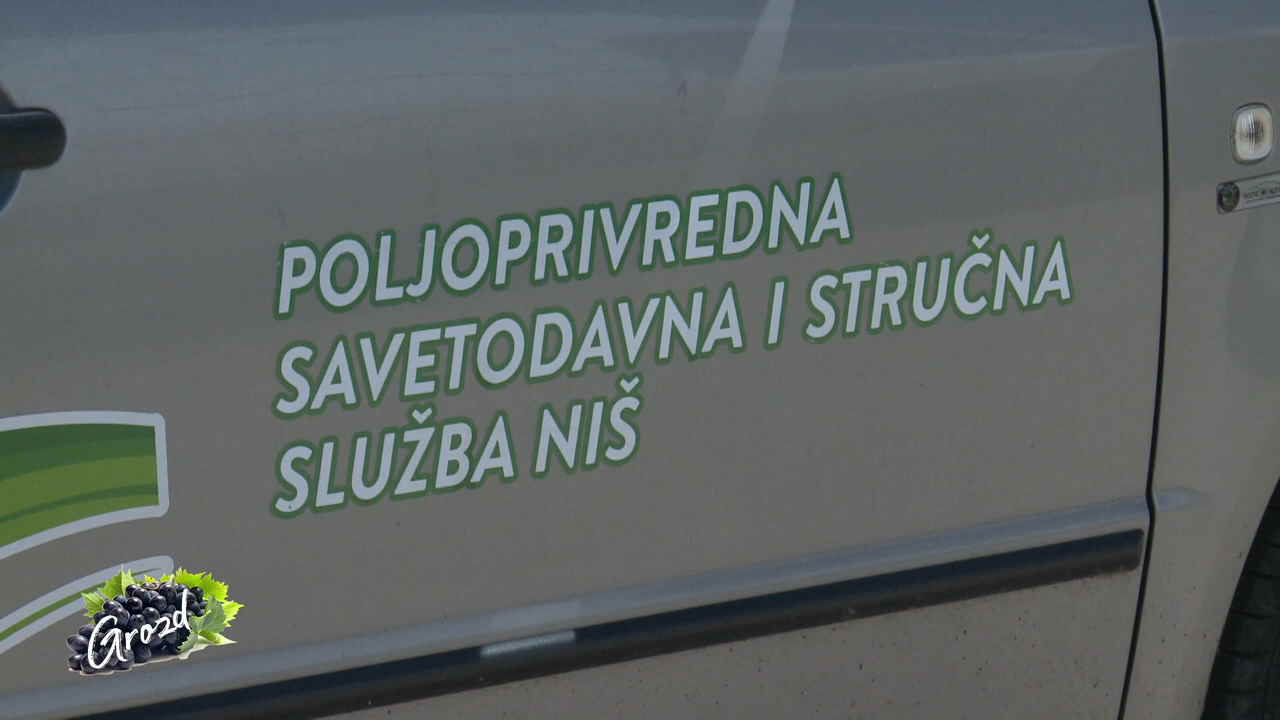 POLJOPRIVREDNA
SAVETODAVNA I STRUČNA
SLUŽBA NIŠ
Grozd